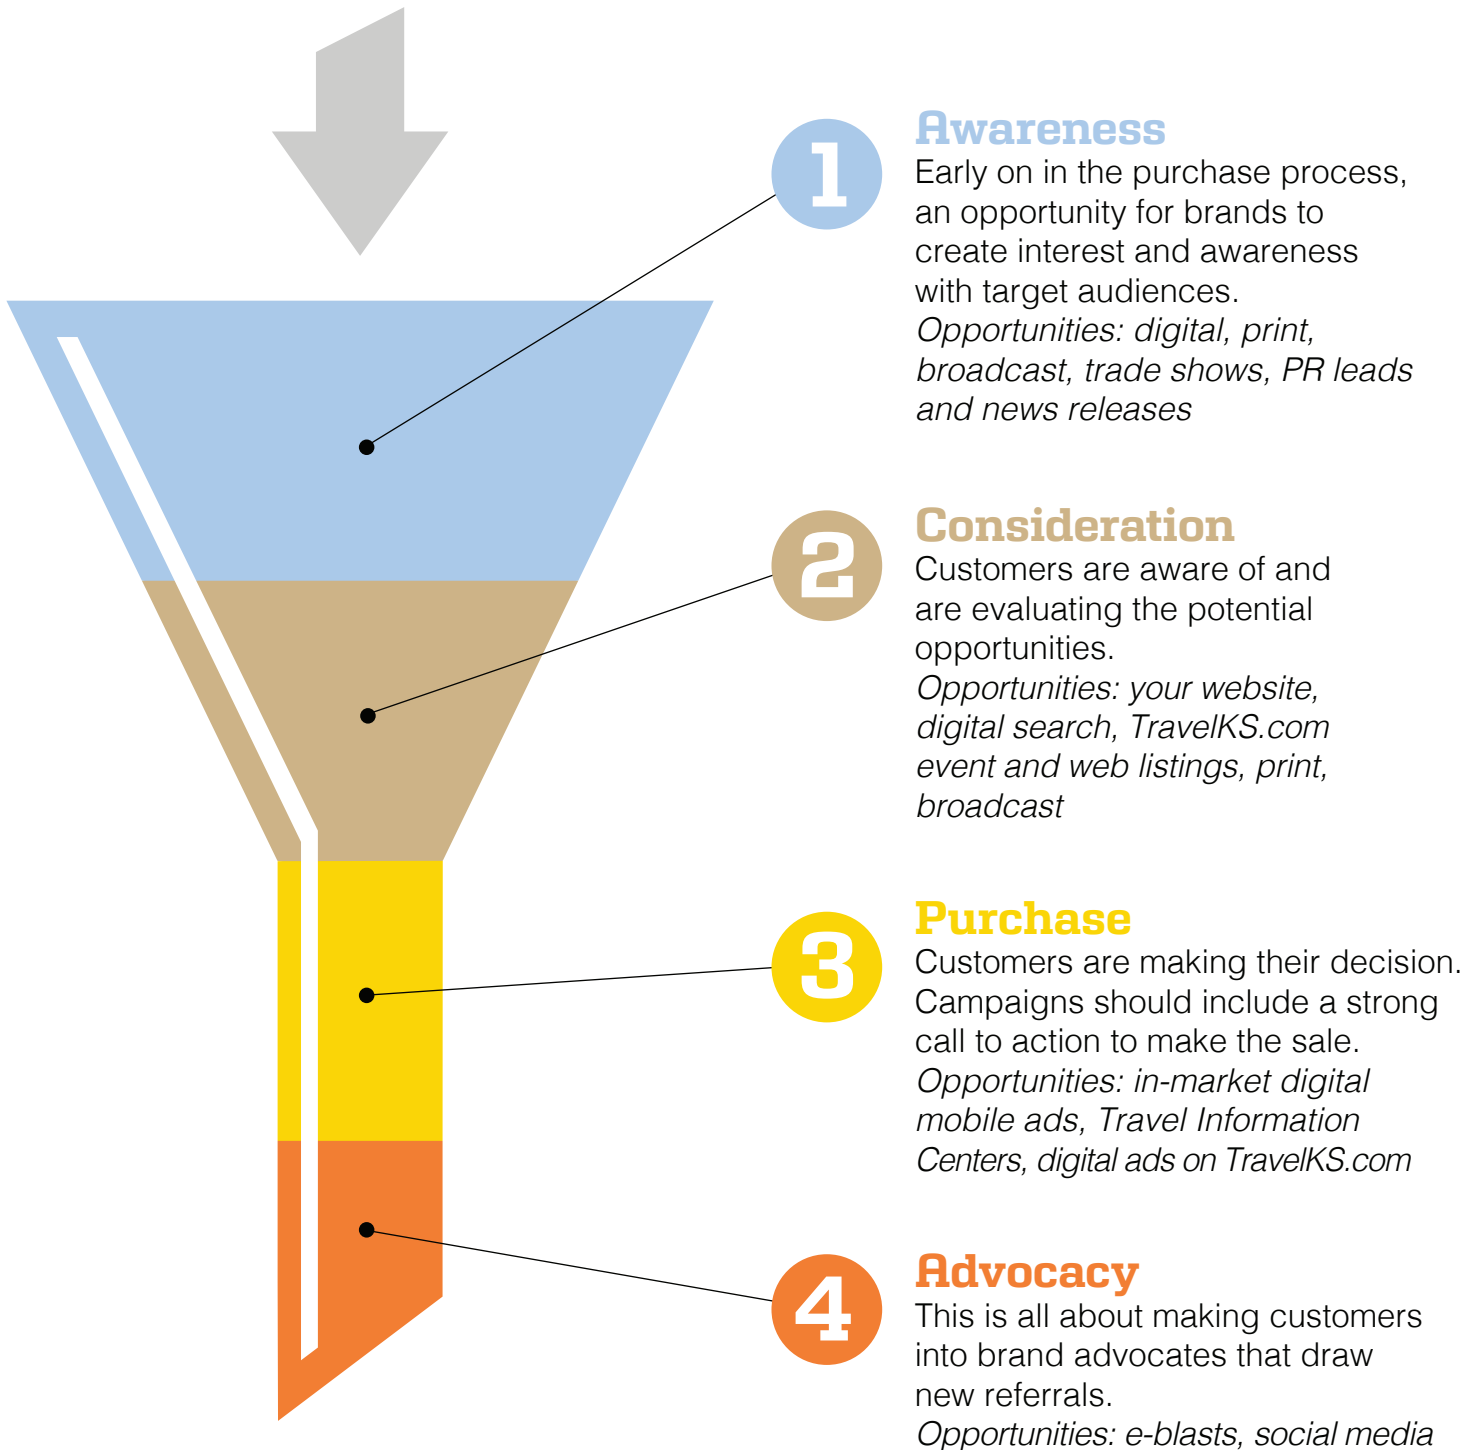 1
Awareness
Early on in the purchase process,
an opportunity for brands to
create interest and awareness
with target audiences.
Opportunities: digital, print,
broadcast, trade shows, PR leads
and news releases
2
Consideration
Customers are aware of and
are evaluating the potential
opportunities.
Opportunities: your website,
digital search, TravelKS.com
event and web listings, print,
broadcast
3
Purchase
Customers are making their decision.
Campaigns should include a strong
call to action to make the sale.
Opportunities: in-market digital
mobile ads, Travel Information
Centers, digital ads on TravelKS.com
4
Advocacy
This is all about making customers
into brand advocates that draw
new referrals.
Opportunities: e-blasts, social media